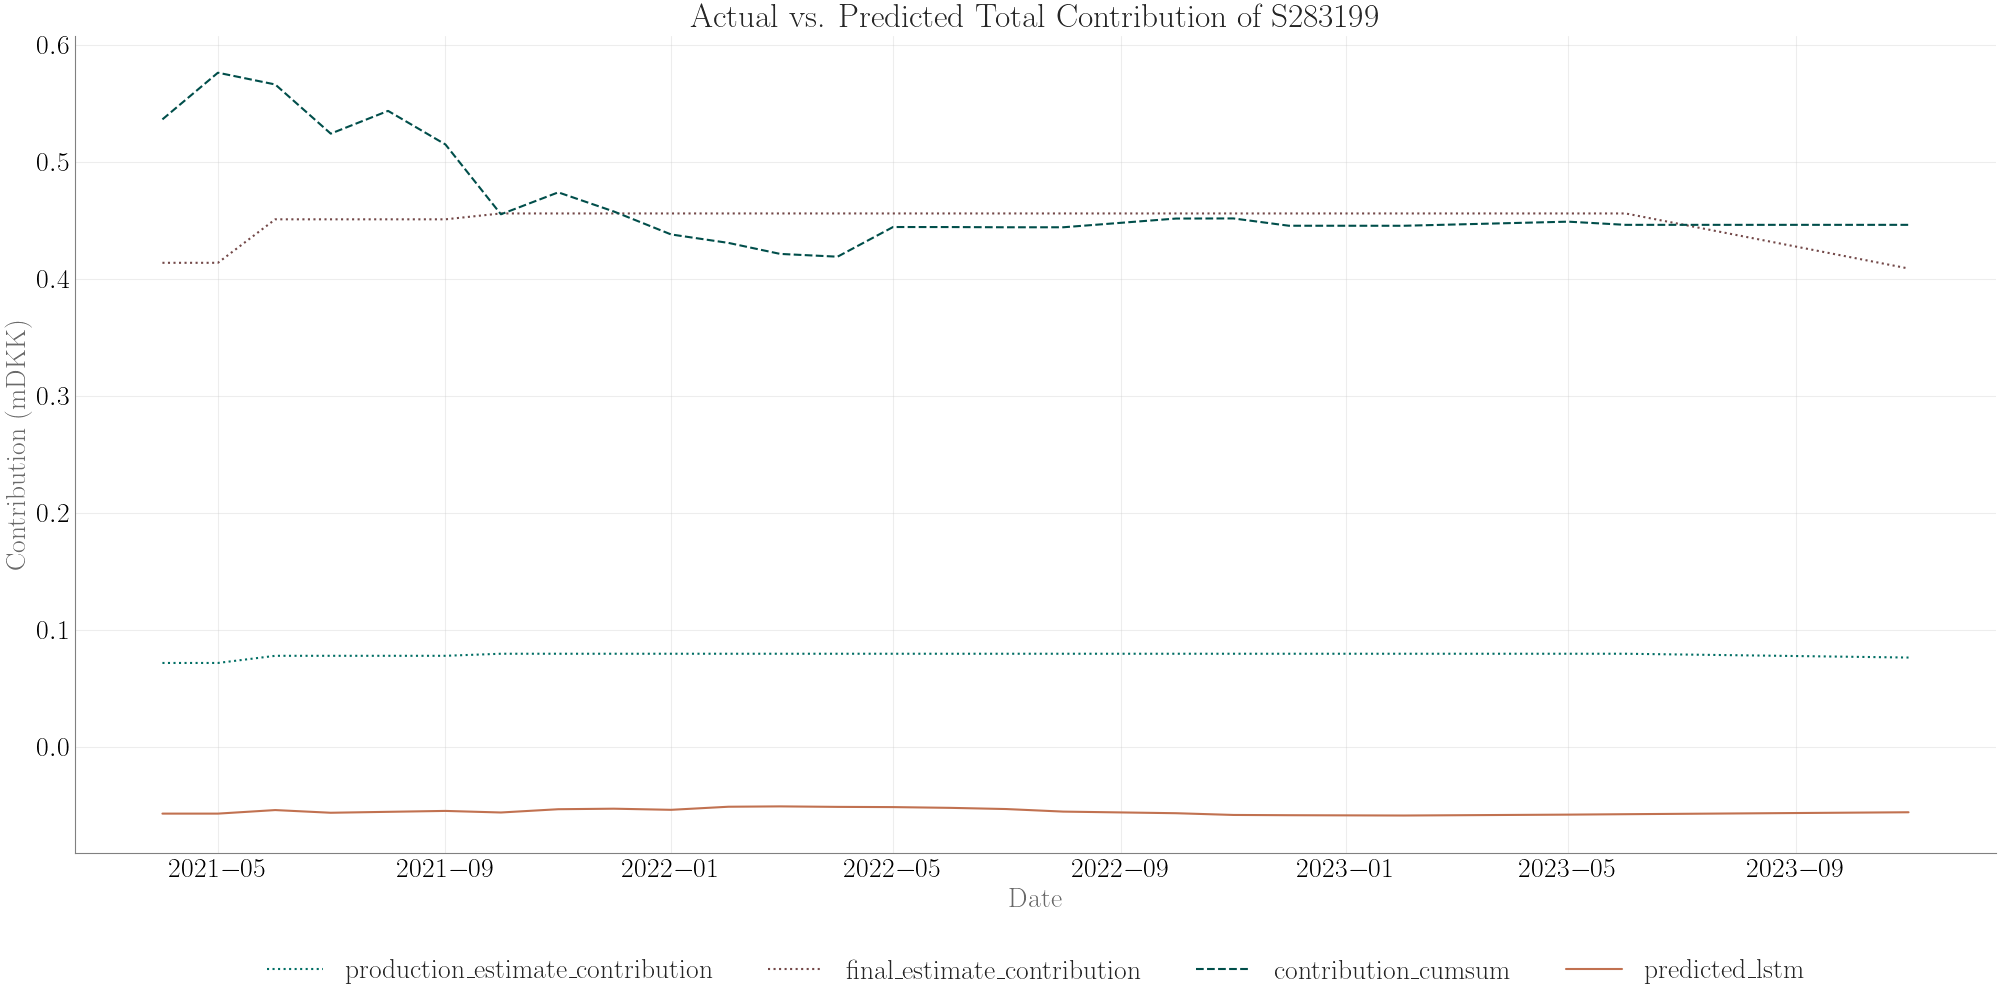 Actual vs. Predicted Total Contribution of S283199
0.6
0.5
0.4
0.3
0.2
0.1
0.0
Contribution (mDKK)
2021−05 2021−09 2022−01 2022−05 2022−09 2023−01 2023−05 2023−09
Date
production_estimate_contribution final_estimate_contribution contribution_cumsum predicted_lstm